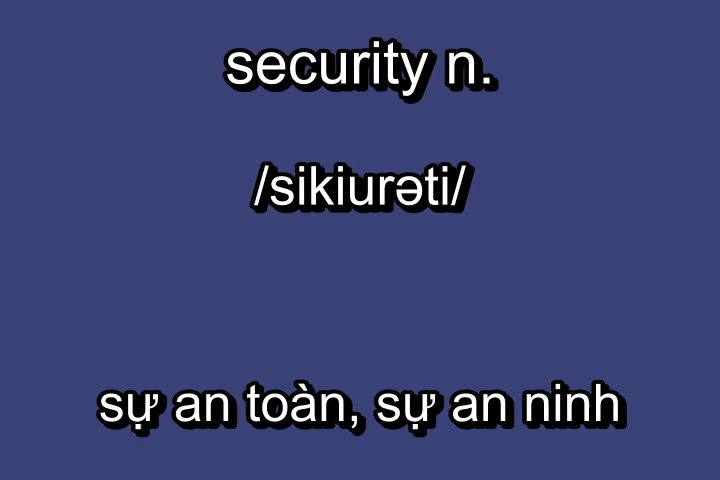 security n.
/sikiurəti/
sự an toàn, sự an ninh